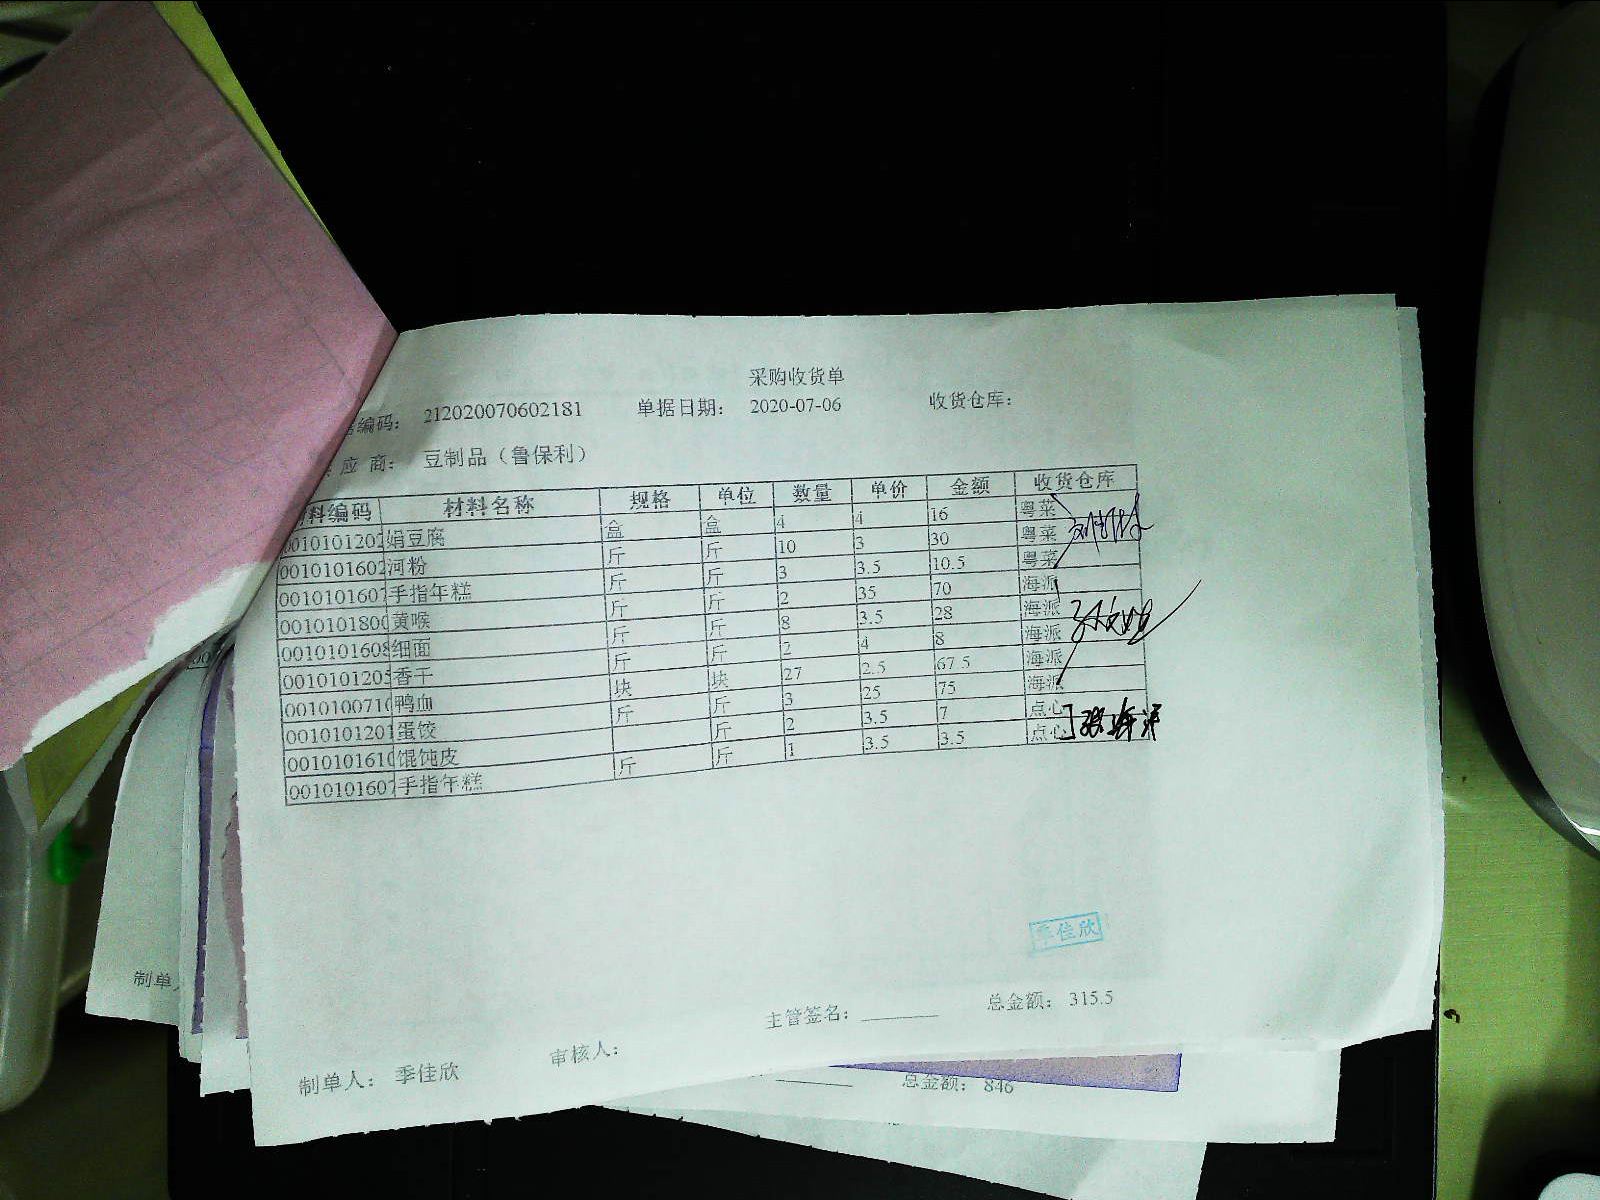 采购收货单
编码： 212020070602181 单据日期： 2020-07-06 收货仓库：
应 商： 豆制品（鲁保利）
料编码 材料名称 规格 单位 数量 单价 金额 收货仓库
0010101202 娟豆腐 盒 盒 4 4 16 粤菜
0010101602 河粉 斤 斤 10 3 30 粤菜
0010101607 手指年糕 斤 斤 3 3.5 10.5 粤菜
0010101800 黄喉 斤 斤 2 35 70 海派
0010101608 细面 斤 斤 8 3.5 28 海派
0010101205 香干 斤 斤 2 4 8 海派
0010100710 鸭血 块 块 27 2.5 67.5 海派
0010101201 蛋饺 斤 斤 3 25 75 海派
0010101610 馄饨皮 斤 2 3.5 7 点心
0010101607 手指年糕 斤 斤 1 3.5 3.5 点心
季佳欣
主管签名： 总金额： 315.5
制单人： 季佳欣 审核人：
制单人
总金额： 846